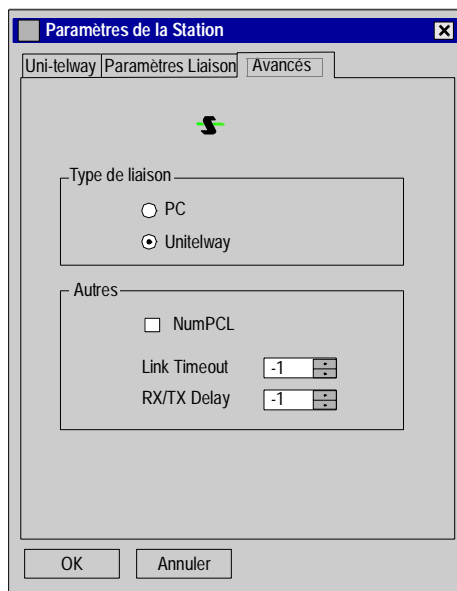 Paramètres de la Station
Uni-telway Paramètres Liaison Avancés
Type de liaison
PC
Unitelway
Autres
NumPCL
Link Timeout -1
RX/TX Delay -1
OK Annuler